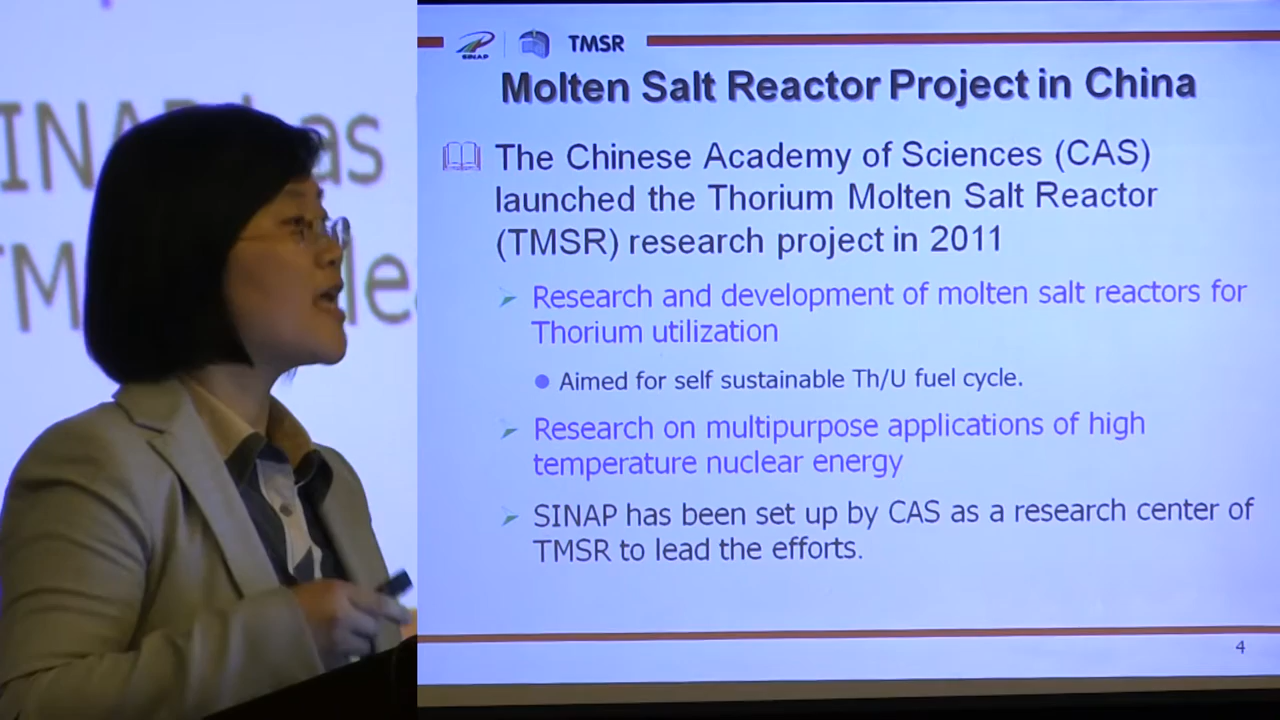 SINAP
TMSR
Molten Salt Reactor Project in China
The Chinese Academy of Sciences (CAS)
launched the Thorium Molten Salt Reactor
(TMSR) research project in 2011
Research and development of molten salt reactors for
Thorium utilization
Aimed for self sustainable Th/U fuel cycle.
Research on multipurpose applications of high
temperature nuclear energy
SINAP has been set up by CAS as a research center of
TMSR to lead the efforts.
4